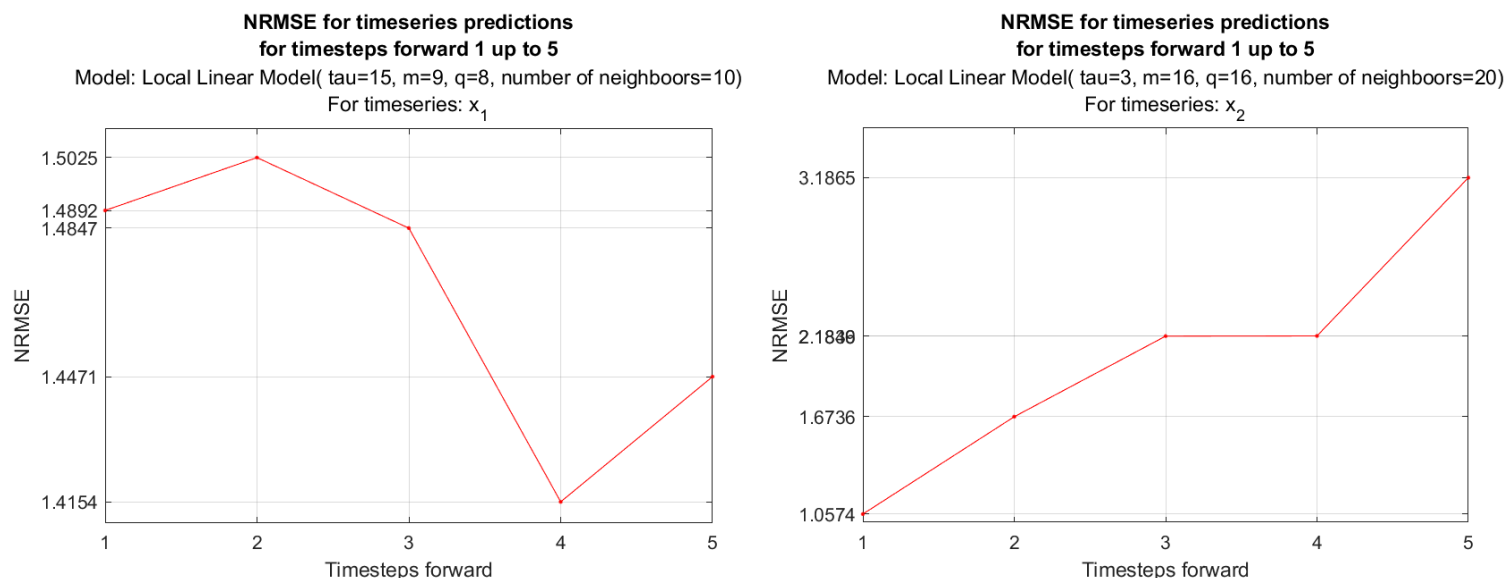 NRMSE for timeseries predictions
for timesteps forward 1 up to 5
Model: Local Linear Model( tau=15, m=9, q=8, number of neighboors=10)
For timeseries: x1
1.5025
1.4892
1.4847
1.4471
1.4154
NRMSE
1 2 3 4 5
Timesteps forward
NRMSE for timeseries predictions
for timesteps forward 1 up to 5
Model: Local Linear Model( tau=3, m=16, q=16, number of neighboors=20)
For timeseries: x2
3.1865
1.6736
1.0574
NRMSE
1 2 3 4 5
Timesteps forward